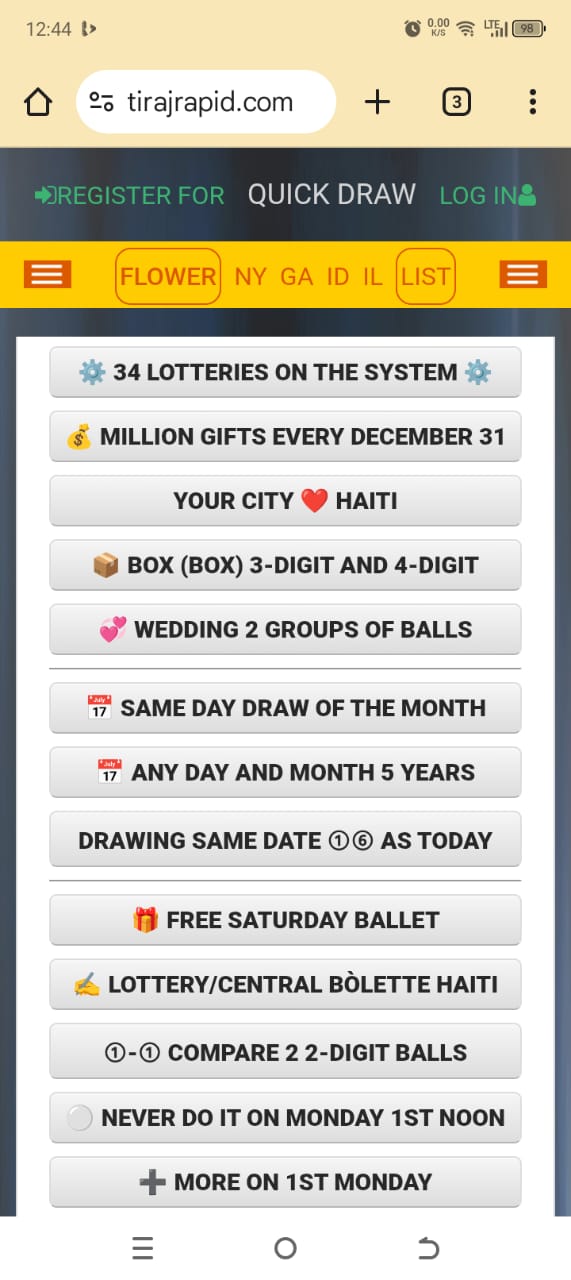 12:44
0.00
K/S
LTE
98
tirajrapid.com
3
REGISTER FOR QUICK DRAW LOG IN
FLOWER NY GA ID IL LIST
⚙️ 34 LOTTERIES ON THE SYSTEM ⚙️
💰 MILLION GIFTS EVERY DECEMBER 31
YOUR CITY ❤️ HAITI
📦 BOX (BOX) 3-DIGIT AND 4-DIGIT
💞 WEDDING 2 GROUPS OF BALLS
📅 SAME DAY DRAW OF THE MONTH
📅 ANY DAY AND MONTH 5 YEARS
DRAWING SAME DATE ①⑥ AS TODAY
🎁 FREE SATURDAY BALLET
✍️ LOTTERY/CENTRAL BÒLETTE HAITI
①-① COMPARE 2 2-DIGIT BALLS
⚪ NEVER DO IT ON MONDAY 1ST NOON
➕ MORE ON 1ST MONDAY